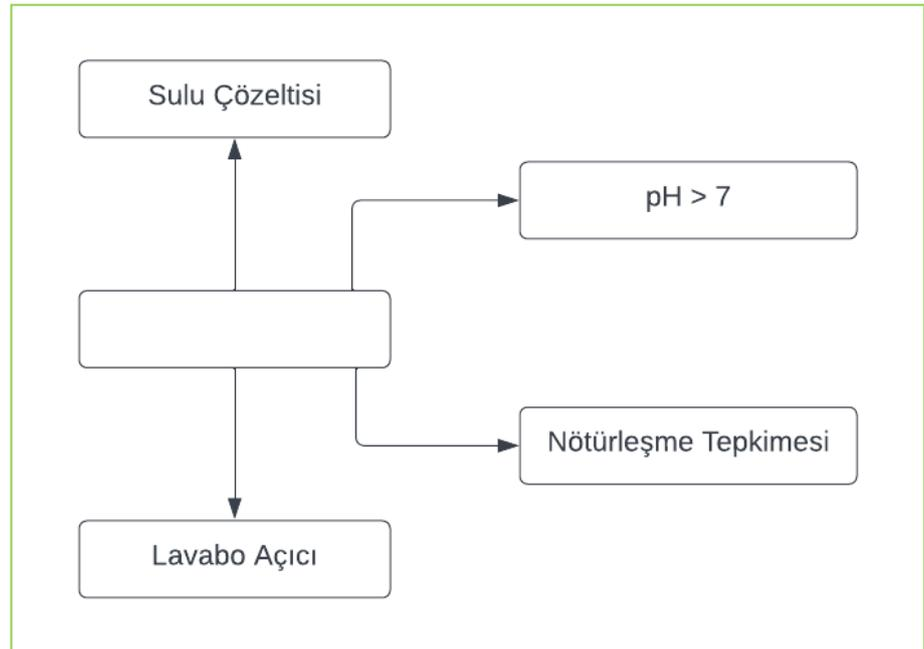 Sulu Çözeltisi
pH > 7
Nötürleşme Tepkimesi
Lavabo Açıcı